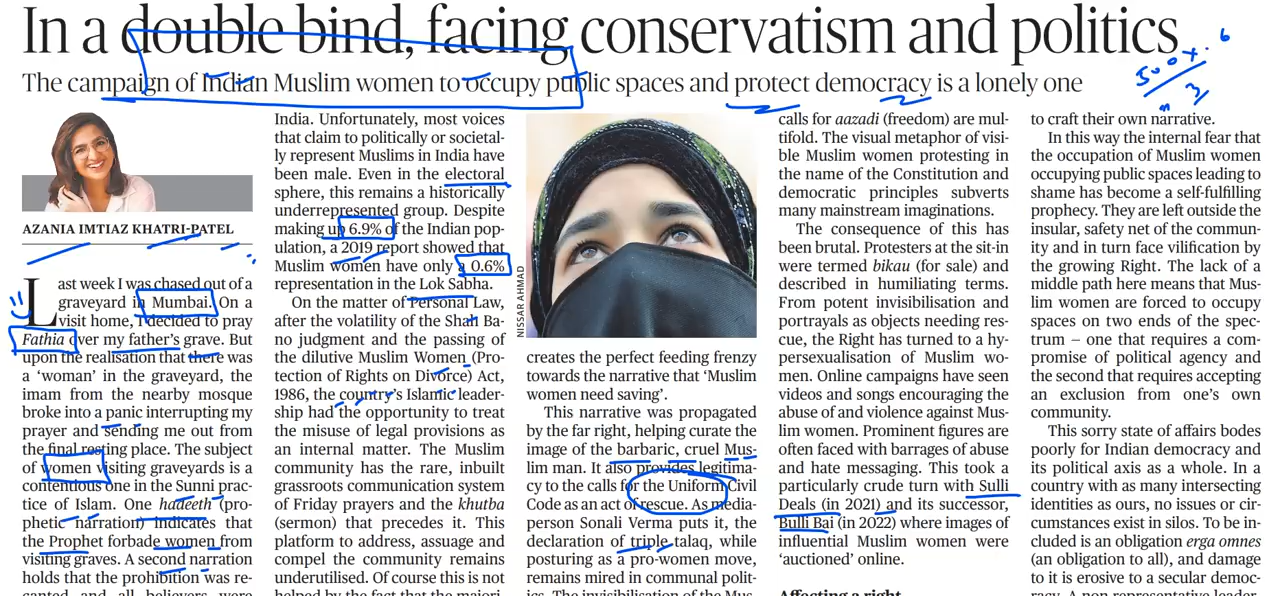 In a double bind, facing conservatism and politics
The campaign of Indian Muslim women to occupy public spaces and protect democracy is a lonely one
AZANIA IMTIAZ KHATRI-PATEL
Last week I was chased out of a
graveyard in Mumbai. On a
visit home, I decided to pray
Fathia over my father's grave. But
upon the realisation that there was
a 'woman' in the graveyard, the
imam from the nearby mosque
broke into a panic interrupting my
prayer and sending me out from
the final resting place. The subject
of women visiting graveyards is a
contentious one in the Sunni prac-
tice of Islam. One hadeeth (pro-
phetic narration) indicates that
the Prophet forbade women from
visiting graves. A second narration
holds that the prohibition was re-
canted and all believers were
India. Unfortunately, most voices
that claim to politically or societal-
ly represent Muslims in India have
been male. Even in the electoral
sphere, this remains a historically
underrepresented group. Despite
making up 6.9% of the Indian pop-
ulation, a 2019 report showed that
Muslim women have only a 0.6%
representation in the Lok Sabha.
On the matter of Personal Law,
after the volatility of the Shah Ba-
no judgment and the passing of
the dilutive Muslim Women (Pro-
tection of Rights on Divorce) Act,
1986, the country's Islamic leader-
ship had the opportunity to treat
the misuse of legal provisions as
an internal matter. The Muslim
community has the rare, inbuilt
grassroots communication system
of Friday prayers and the khutba
(sermon) that precedes it. This
platform to address, assuage and
compel the community remains
underutilised. Of course this is not
helped by the fact that the majori-
NISSAR AHMAD
creates the perfect feeding frenzy
towards the narrative that 'Muslim
women need saving'.
This narrative was propagated
by the far right, helping curate the
image of the barbaric, cruel Mus-
lim man. It also provides legitima-
cy to the calls for the Uniform Civil
Code as an act of rescue. As media-
person Sonali Verma puts it, the
declaration of triple talaq, while
posturing as a pro-women move,
remains mired in communal polit-
ics. The invisibilisation of the Mus-
calls for aazadi (freedom) are mul-
tifold. The visual metaphor of visi-
ble Muslim women protesting in
the name of the Constitution and
democratic principles subverts
many mainstream imaginations.
The consequence of this has
been brutal. Protesters at the sit-in
were termed bikau (for sale) and
described in humiliating terms.
From potent invisibilisation and
portrayals as objects needing res-
cue, the Right has turned to a hy-
persexualisation of Muslim wo-
men. Online campaigns have seen
videos and songs encouraging the
abuse of and violence against Mus-
lim women. Prominent figures are
often faced with barrages of abuse
and hate messaging. This took a
particularly crude turn with Sulli
Deals (in 2021) and its successor,
Bulli Bai (in 2022) where images of
influential Muslim women were
'auctioned' online.
Affecting a right
to craft their own narrative.
In this way the internal fear that
the occupation of Muslim women
occupying public spaces leading to
shame has become a self-fulfilling
prophecy. They are left outside the
insular, safety net of the commun-
ity and in turn face vilification by
the growing Right. The lack of a
middle path here means that Mus-
lim women are forced to occupy
spaces on two ends of the spec-
trum – one that requires a com-
promise of political agency and
the second that requires accepting
an exclusion from one's own
community.
This sorry state of affairs bodes
poorly for Indian democracy and
its political axis as a whole. In a
country with as many intersecting
identities as ours, no issues or cir-
cumstances exist in silos. To be in-
cluded is an obligation erga omnes
(an obligation to all), and damage
to it is erosive to a secular democ-
racy. A non representative leader-